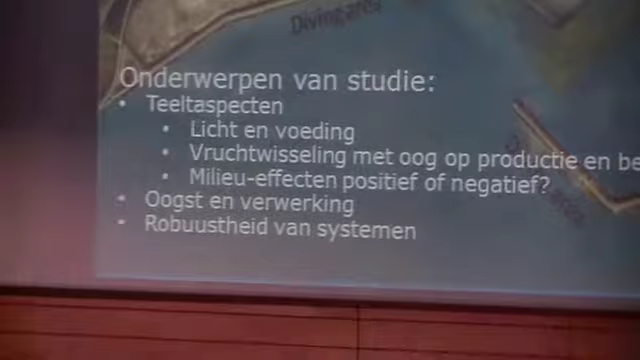 Divingarea
Onderwerpen van studie:
• Teeltaspecten
• Licht en voeding
• Vruchtwisseling met oog op productie en be
• Milieu-effecten positief of negatief?
• Oogst en verwerking
• Robuustheid van systemen